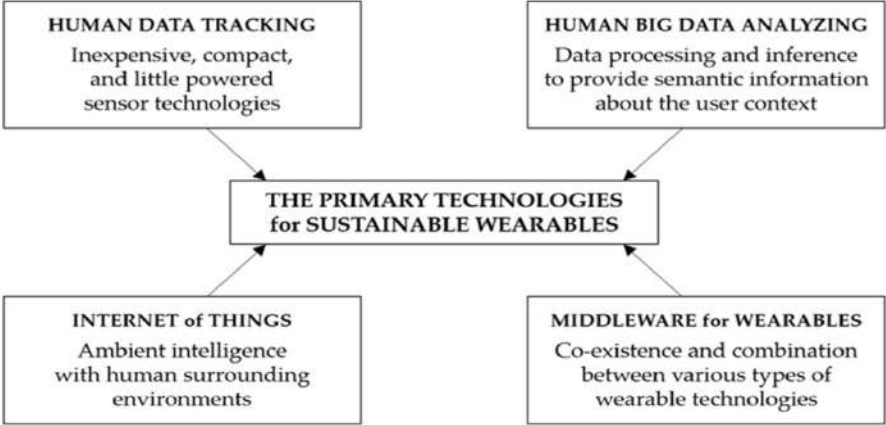 HUMAN DATA TRACKING
Inexpensive, compact,
and little powered
sensor technologies
HUMAN BIG DATA ANALYZING
Data processing and inference
to provide semantic information
about the user context
THE PRIMARY TECHNOLOGIES
for SUSTAINABLE WEARABLES
INTERNET of THINGS
Ambient intelligence
with human surrounding
environments
MIDDLEWARE for WEARABLES
Co-existence and combination
between various types of
wearable technologies